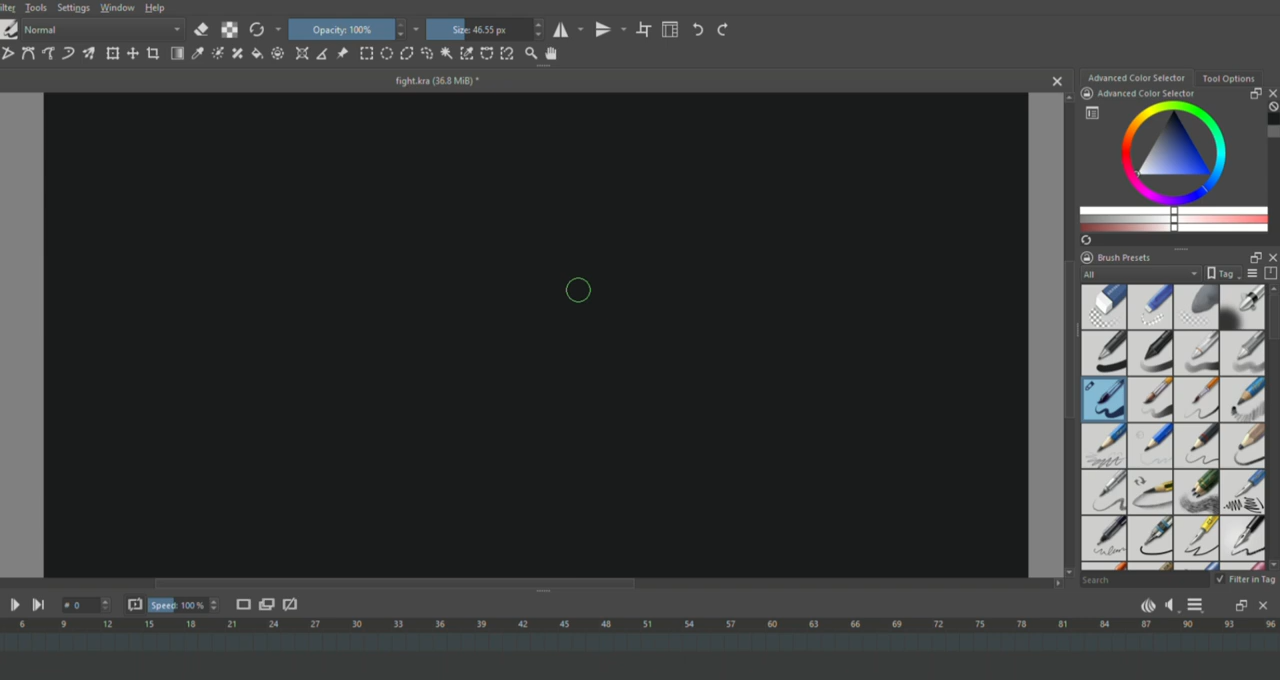 ilter Tools Settings Window Help
Normal Opacity: 100% Size: 46.55 px
fight.kra (36.8 MiB) *
Advanced Color Selector Tool Options
Advanced Color Selector
Brush Presets
All Tag
Search Filter in Tag
# 0 Speed: 100 %
6 9 12 15 18 21 24 27 30 33 36 39 42 45 48 51 54 57 60 63 66 69 72 75 78 81 84 87 90 93 96